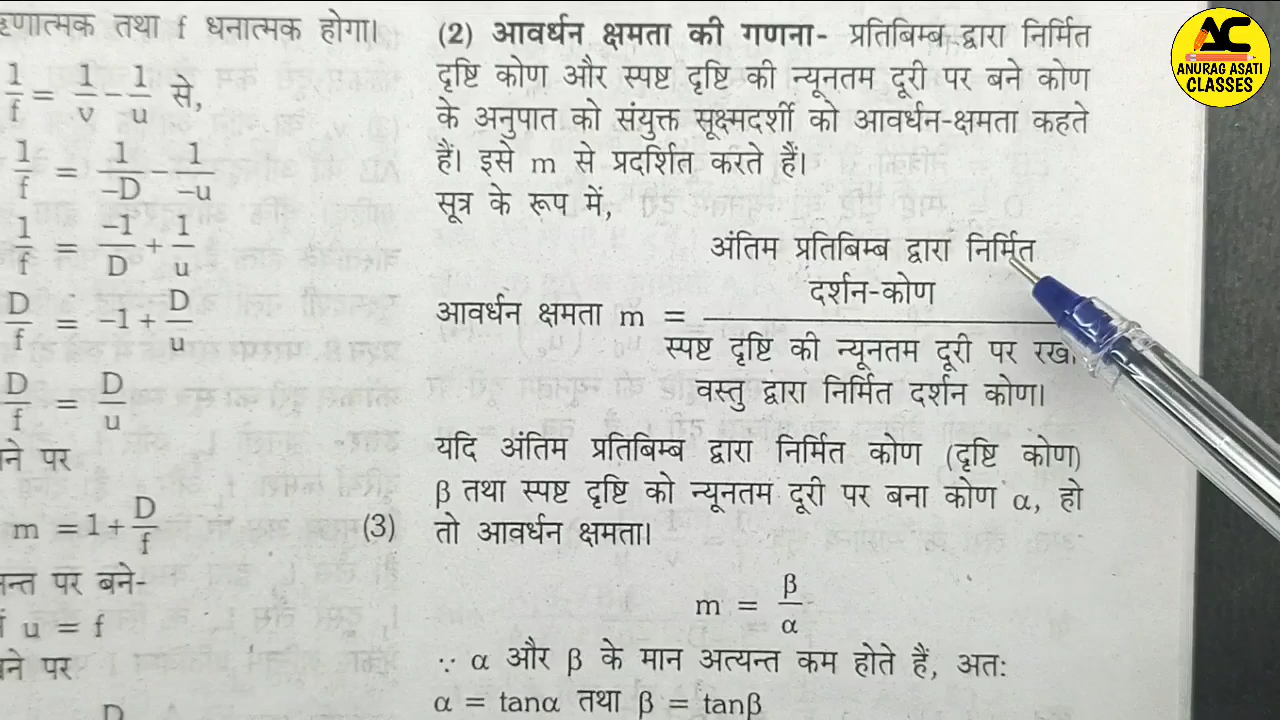 णात्मक तथा f धनात्मक होगा।
1/f = 1/v − 1/u से,
1/f = 1/-D − 1/-u
1/f = -1/D + 1/u
D/f = -1 + D/u
D/f = D/u
ने पर
m = 1+ D/f (3)
न्त पर बने-
u = f
ने पर
D
(2) आवर्धन क्षमता की गणना- प्रतिबिम्ब द्वारा निर्मित
दृष्टि कोण और स्पष्ट दृष्टि की न्यूनतम दूरी पर बने कोण
के अनुपात को संयुक्त सूक्ष्मदर्शी को आवर्धन-क्षमता कहते
हैं। इसे m से प्रदर्शित करते हैं।
सूत्र के रूप में,
अंतिम प्रतिबिम्ब द्वारा निर्मित
दर्शन-कोण
आवर्धन क्षमता m =
स्पष्ट दृष्टि की न्यूनतम दूरी पर
वस्तु द्वारा निर्मित दर्शन कोण।
यदि अंतिम प्रतिबिम्ब द्वारा निर्मित कोण (दृष्टि कोण)
β तथा स्पष्ट दृष्टि को न्यूनतम दूरी पर बना कोण α, हो
तो आवर्धन क्षमता।
m = β/α
∵ α और β के मान अत्यन्त कम होते हैं, अतः
α = tanα तथा β = tanβ
AC
ANURAG ASATI
CLASSES